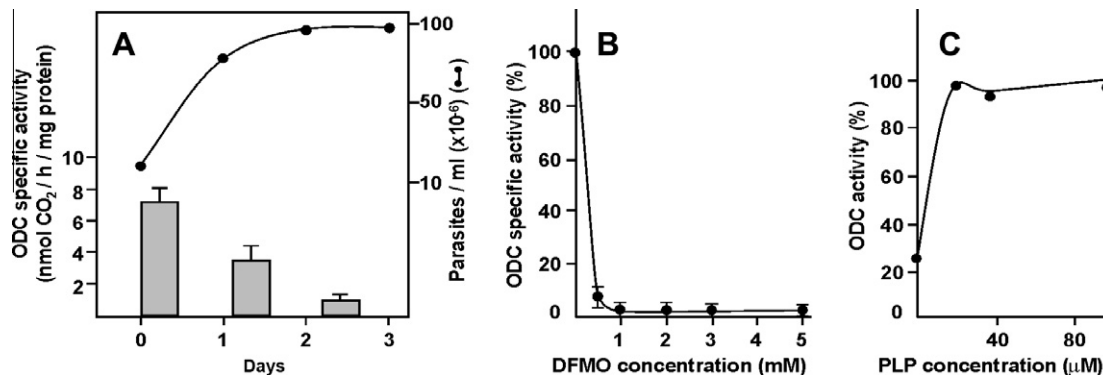 A
ODC specific activity
(nmol CO2 / h / mg protein)
10
8
6
4
2
0
1
2
3
Days
100
50
10
Parasites / ml (x10-6) (●-●)
B
ODC specific activity (%)
100
80
60
40
20
0
1
2
3
4
5
DFMO concentration (mM)
C
ODC activity (%)
100
80
60
40
20
0
40
80
PLP concentration (μM)